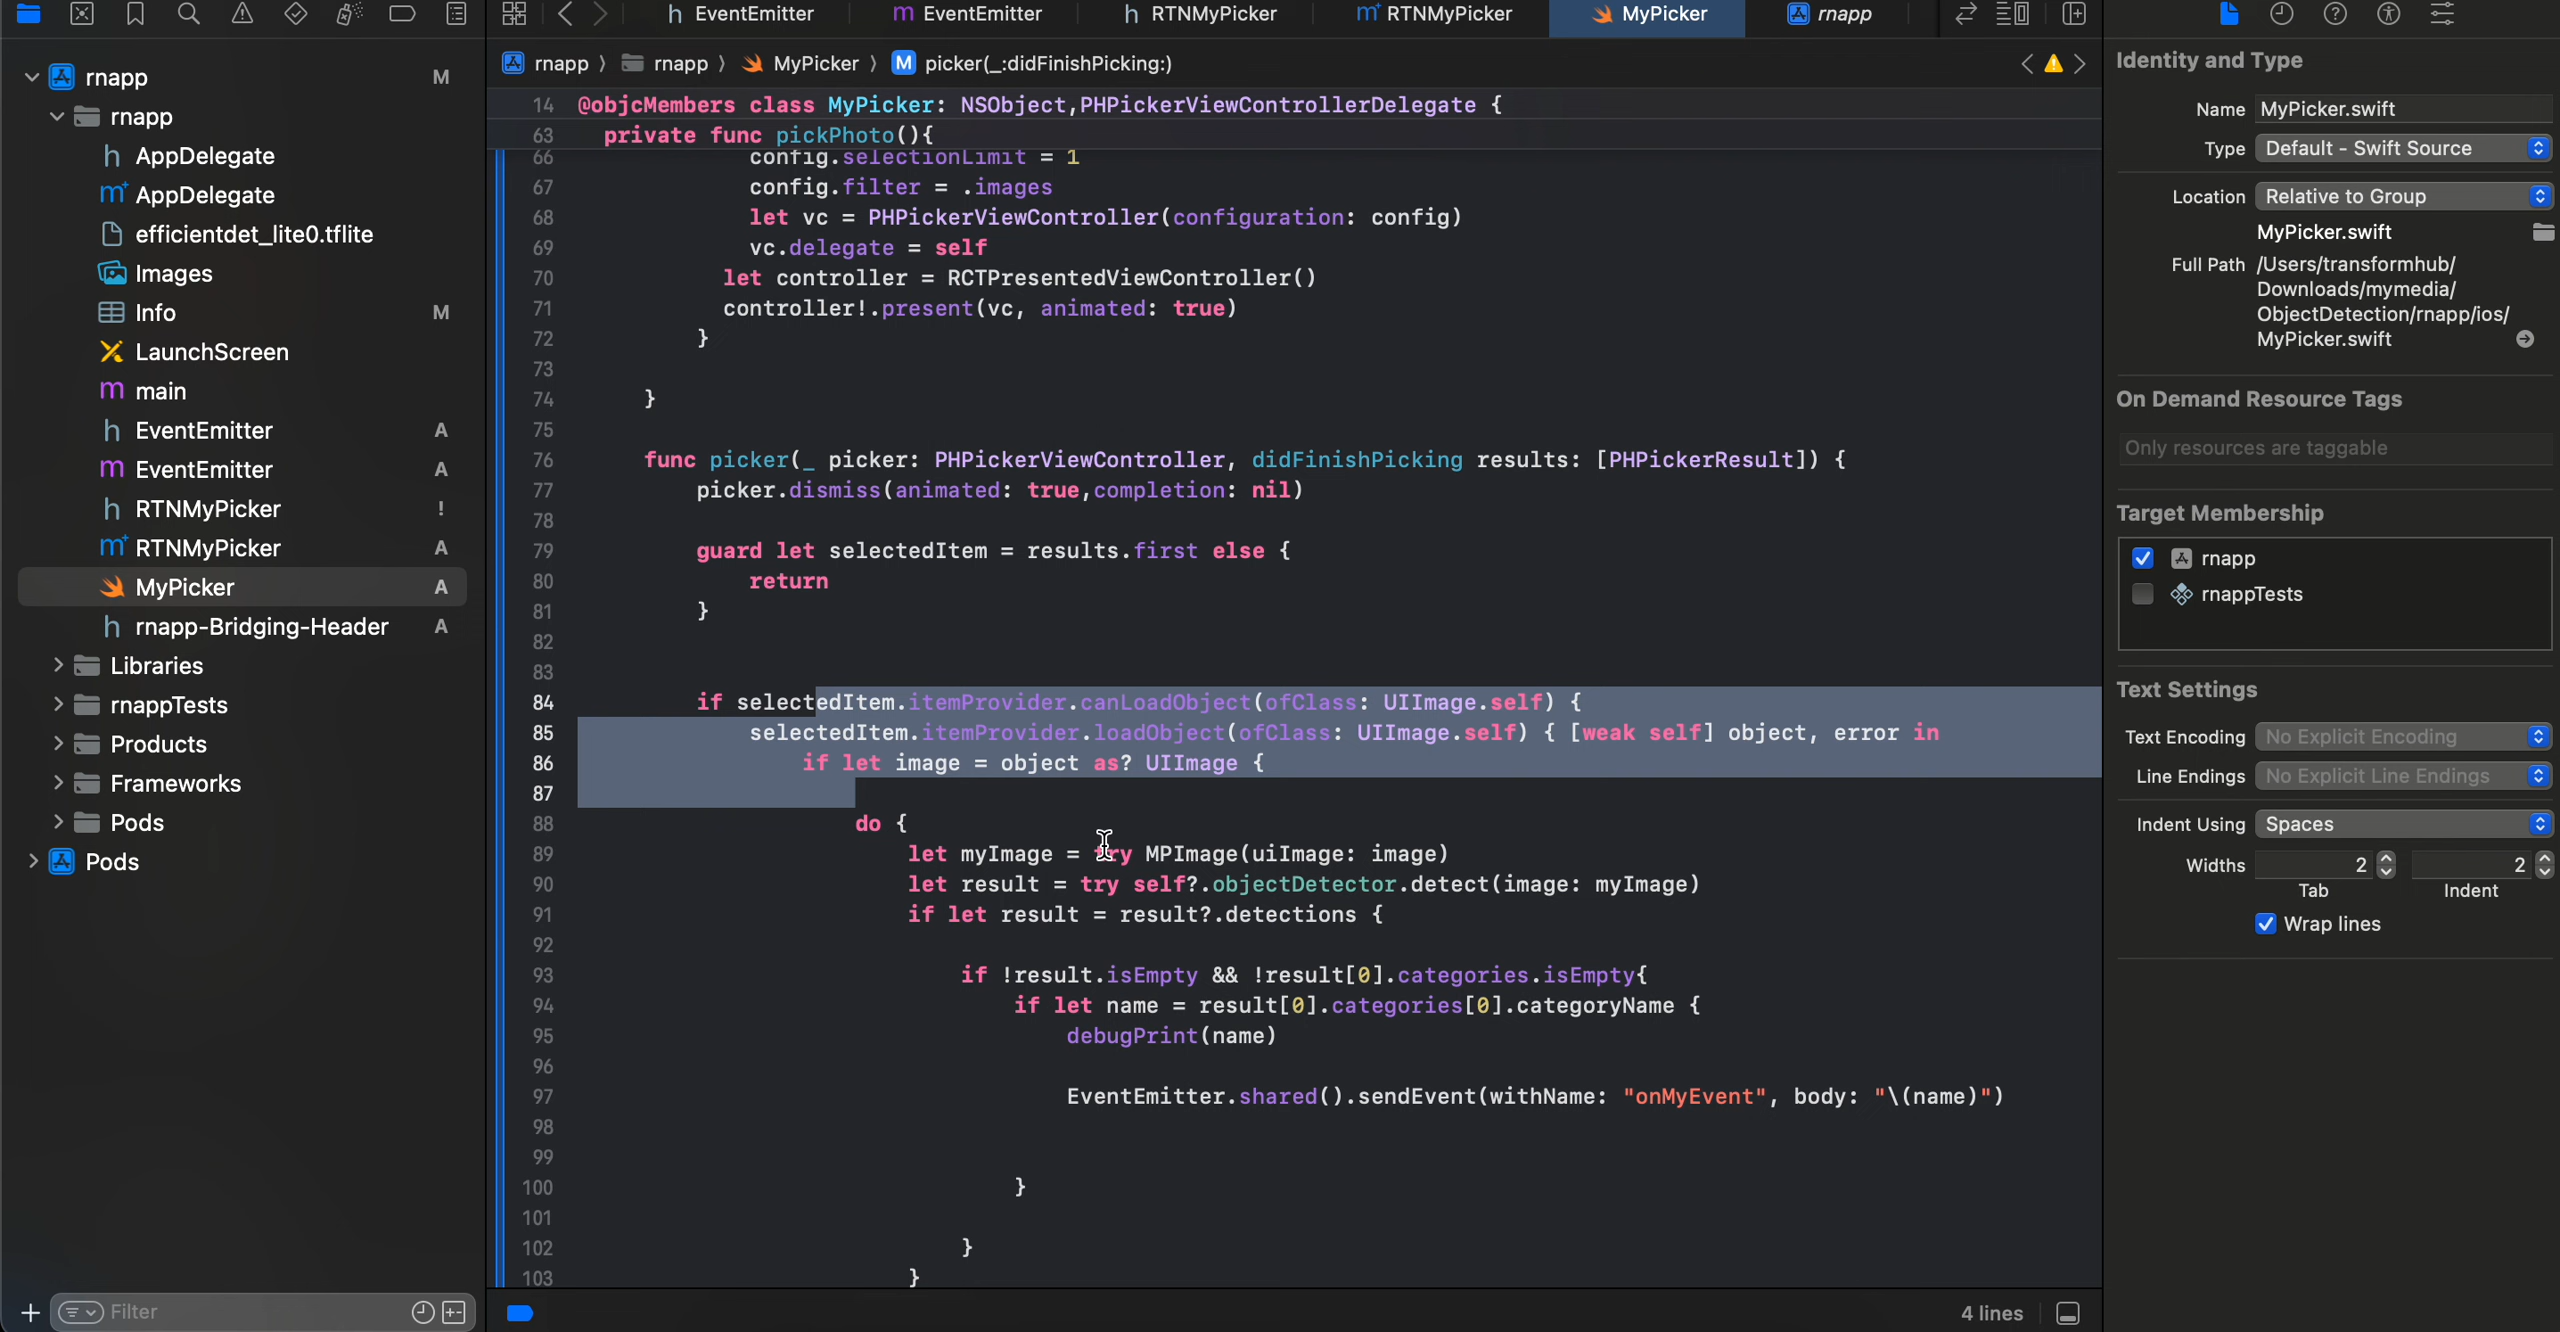 EventEmitter
EventEmitter
RTNMyPicker
RTNMyPicker
MyPicker
rnapp
rnapp
M
rnapp
AppDelegate
AppDelegate
efficientdet_lite0.tflite
Images
Info
M
LaunchScreen
main
EventEmitter
A
EventEmitter
A
RTNMyPicker
!
RTNMyPicker
A
MyPicker
A
rnapp-Bridging-Header
A
Libraries
rnappTests
Products
Frameworks
Pods
Pods
Filter
rnapp 〉 rnapp 〉 MyPicker 〉 M picker(_:didFinishPicking:)
14 @objcMembers class MyPicker: NSObject,PHPickerViewControllerDelegate {
63 private func pickPhoto(){
66 config.selectionLimit = 1
67 config.filter = .images
68 let vc = PHPickerViewController(configuration: config)
69 vc.delegate = self
70 let controller = RCTPresentedViewController()
71 controller!.present(vc, animated: true)
72 }
73
74 }
75
76 func picker(_ picker: PHPickerViewController, didFinishPicking results: [PHPickerResult]) {
77 picker.dismiss(animated: true,completion: nil)
78
79 guard let selectedItem = results.first else {
80 return
81 }
82
83
84 if selectedItem.itemProvider.canLoadObject(ofClass: UIImage.self) {
85 selectedItem.itemProvider.loadObject(ofClass: UIImage.self) { [weak self] object, error in
86 if let image = object as? UIImage {
87
88 do {
89 let myImage = try MPImage(uiImage: image)
90 let result = try self?.objectDetector.detect(image: myImage)
91 if let result = result?.detections {
92
93 if !result.isEmpty && !result[0].categories.isEmpty{
94 if let name = result[0].categories[0].categoryName {
95 debugPrint(name)
96
97 EventEmitter.shared().sendEvent(withName: "onMyEvent", body: "\(name)")
98
99
100 }
101
102 }
103 }
4 lines
Identity and Type
Name MyPicker.swift
Type Default - Swift Source
Location Relative to Group
MyPicker.swift
Full Path /Users/transformhub/
Downloads/mymedia/
ObjectDetection/rnapp/ios/
MyPicker.swift
On Demand Resource Tags
Only resources are taggable
Target Membership
rnapp
rnappTests
Text Settings
Text Encoding No Explicit Encoding
Line Endings No Explicit Line Endings
Indent Using Spaces
Widths 2 2
Tab Indent
Wrap lines